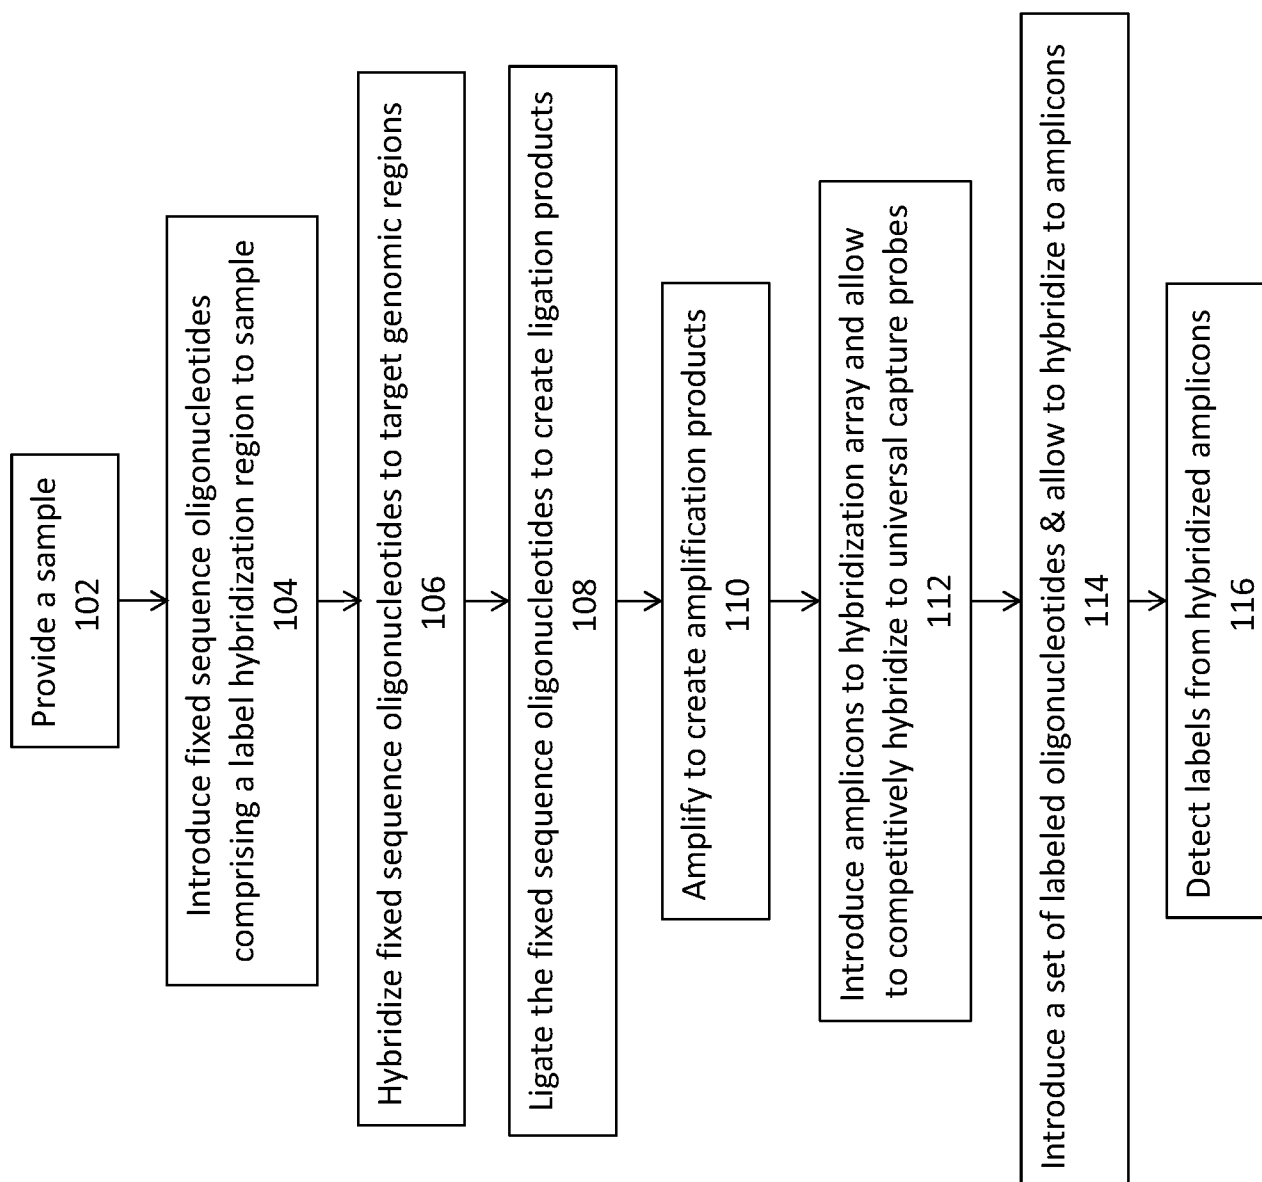 Provide a sample
102
Introduce fixed sequence oligonucleotides
comprising a label hybridization region to sample
104
Hybridize fixed sequence oligonucleotides to target genomic regions
106
Ligate the fixed sequence oligonucleotides to create ligation products
108
Amplify to create amplification products
110
Introduce amplicons to hybridization array and allow
to competitively hybridize to universal capture probes
112
Introduce a set of labeled oligonucleotides & allow to hybridize to amplicons
114
Detect labels from hybridized amplicons
116